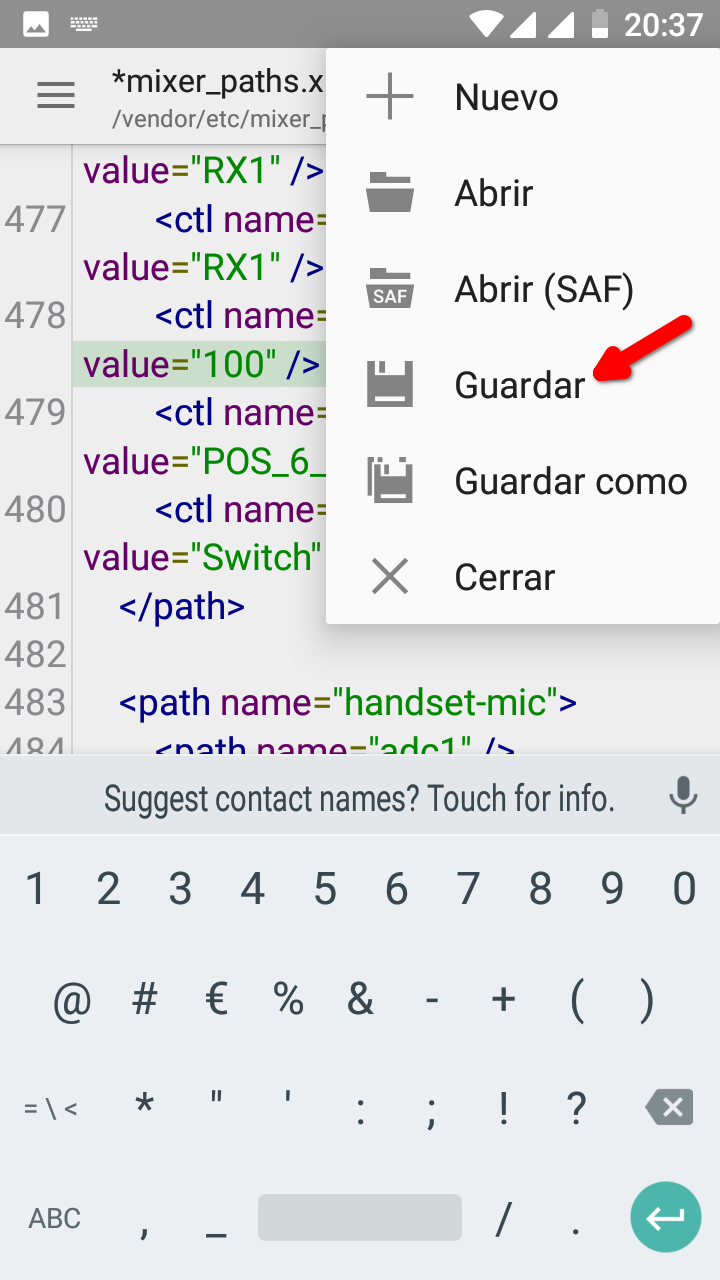 20:37
*mixer_paths.x
/vendor/etc/mixer_
Nuevo
Abrir
SAF
Abrir (SAF)
Guardar
Guardar como
Cerrar
value="RX1" />
477 <ctl name=
value="RX1" />
478 <ctl name=
value="100" />
479 <ctl name=
value="POS_6_
480 <ctl name=
value="Switch"
481 </path>
482
483 <path name="handset-mic">
484 <path name="adc1" />
Suggest contact names? Touch for info.
1 2 3 4 5 6 7 8 9 0
@ # € % & - + ( )
= \ < * " ' : ; ! ?
ABC , _ / .